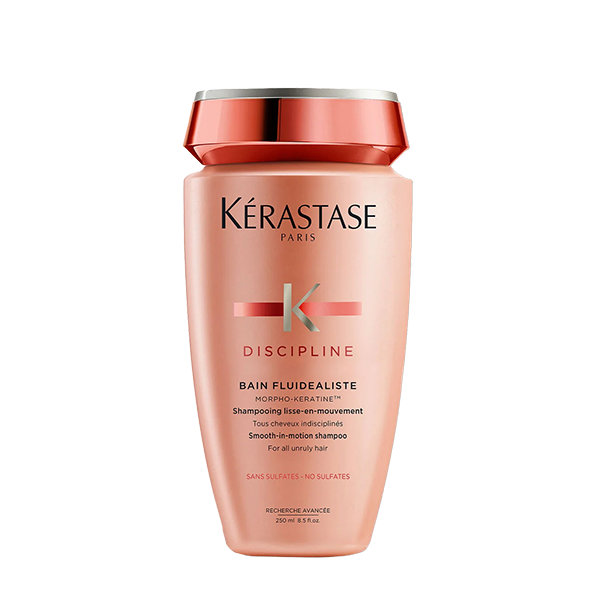 KÉRASTASE
PARIS
K
DISCIPLINE
BAIN FLUIDEALISTE
MORPHO-KERATINE™
Shampooing lisse-en-mouvement
Tous cheveux indisciplinés
Smooth-in-motion shampoo
For all unruly hair
SANS SULFATES - NO SULFATES
RECHERCHE AVANCÉE
250 ml 8.5 fl.oz.